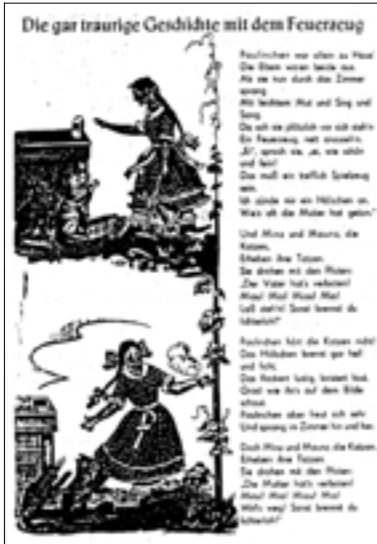 Die gar traurige Geschichte mit dem Feuerzeug
Paulinchen war allein zu Haus
Die Eltern waren beide aus.
Als sie nun durch das Zimmer
sprang
Mit leichtem Mut und Sing und
Sang,
Da sah sie plötzlich vor sich stehn
Ein Feuerzeug, nett anzusehn.
„Ei", sprach sie, „ei, wie schön
und fein!
Das muß ein trefflich Spielzeug
sein.
Ich zünde mir ein Hölzchen an,
Wie's oft die Mutter hat getan."
Und Minz und Maunz, die
Katzen,
Erheben ihre Tatzen.
Sie drohen mit den Pfoten:
„Der Vater hat's verboten!
Miau! Mio! Miau! Mio!
Laß stehn! Sonst brennst du
lichterloh!"
Paulinchen hört die Katzen nicht!
Das Hölzchen brennt gar hell
und licht,
Das flackert lustig, knistert laut,
Grad wie ihr's auf dem Bilde
schaut.
Paulinchen aber freut sich sehr
Und sprang im Zimmer hin und her.
Doch Minz und Maunz, die Katzen,
Erheben ihre Tatzen.
Sie drohen mit den Pfoten:
„Die Mutter hat's verboten!
Miau! Mio! Miau! Mio!
Wirf's weg! Sonst brennst du
lichterloh!"